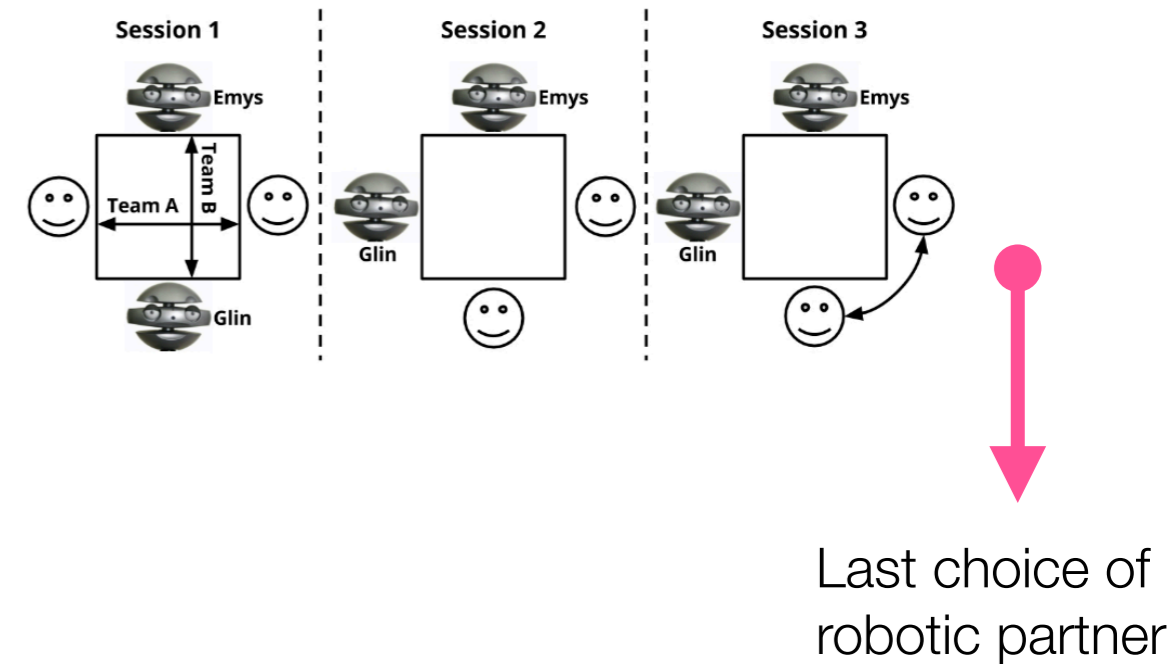 Session 1
Session 2
Session 3
Emys
Emys
Emys
Team B
Team A
Glin
Glin
Glin
Last choice of
robotic partner